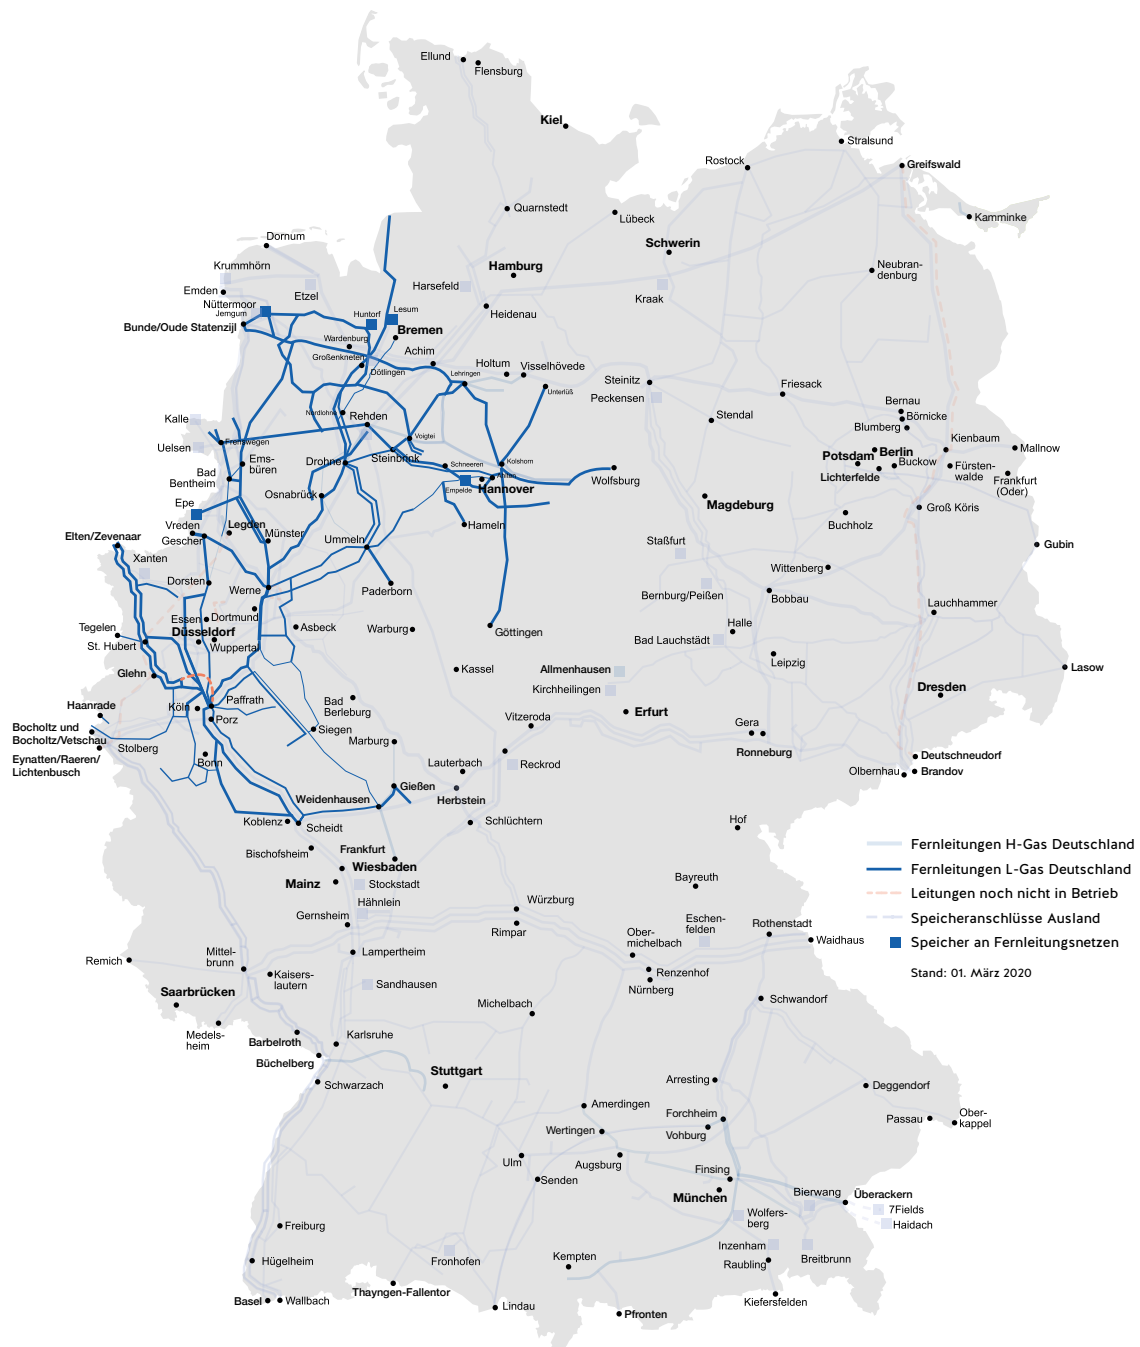 Ellund
Flensburg
Kiel
Stralsund
Rostock
Greifswald
Quarnstedt
Lübeck
Kamminke
Dornum
Schwerin
Krummhörn
Hamburg
Neubran-
denburg
Emden
Etzel
Harsefeld
Kraak
Nüttermoor
Jemgum
Huntorf
Lesum
Heidenau
Bunde/Oude Statenzijl
Bremen
Wardenburg
Großenkneten
Achim
Dötlingen
Holtum
Visselhövede
Lehringen
Unterlüß
Steinitz
Peckensen
Friesack
Bernau
Börnicke
Blumberg
Stendal
Kalle
Nordlohne
Rehden
Voigtei
Uelsen
Frenswegen
Kienbaum
Mallnow
Potsdam
Berlin
Buckow
Lichterfelde
Fürsten-
walde
Frankfurt
(Oder)
Ems-
büren
Drohne
Steinbrink
Schneeren
Kolshorn
Bad
Bentheim
Ahlten
Wolfsburg
Empelde
Hannover
Osnabrück
Magdeburg
Groß Köris
Buchholz
Epe
Vreden
Legden
Gescher
Münster
Ummeln
Hameln
Elten/Zevenaar
Xanten
Staßfurt
Gubin
Wittenberg
Dorsten
Werne
Paderborn
Bernburg/Peißen
Bobbau
Lauchhammer
Essen
Dortmund
Tegelen
Düsseldorf
Asbeck
Warburg
Göttingen
Halle
Bad Lauchstädt
St. Hubert
Wuppertal
Leipzig
Glehn
Kassel
Allmenhausen
Kirchheilingen
Lasow
Dresden
Haanrade
Köln
Paffrath
Bad
Berleburg
Porz
Vitzeroda
Erfurt
Gera
Bocholtz und
Bocholtz/Vetschau
Stolberg
Siegen
Marburg
Ronneburg
Eynatten/Raeren/
Lichtenbusch
Bonn
Lauterbach
Reckrod
Deutschneudorf
Olbernhau
Brandov
Weidenhausen
Gießen
Herbstein
Koblenz
Scheidt
Schlüchtern
Hof
Bischofsheim
Frankfurt
Wiesbaden
Mainz
Stockstadt
Bayreuth
Hähnlein
Gernsheim
Würzburg
Rimpar
Eschen-
felden
Rothenstadt
Waidhaus
Fernleitungen H-Gas Deutschland
Fernleitungen L-Gas Deutschland
Leitungen noch nicht in Betrieb
Speicheranschlüsse Ausland
Speicher an Fernleitungsnetzen
Stand: 01. März 2020
Remich
Mittel-
brunn
Lampertheim
Ober-
michelbach
Kaisers-
lautern
Renzenhof
Nürnberg
Saarbrücken
Sandhausen
Michelbach
Schwandorf
Medels-
heim
Barbelroth
Karlsruhe
Büchelberg
Schwarzach
Stuttgart
Arresting
Deggendorf
Amerdingen
Forchheim
Vohburg
Passau
Ober-
kappel
Wertingen
Ulm
Augsburg
Senden
Finsing
München
Bierwang
Überackern
7Fields
Haidach
Wolfers-
berg
Freiburg
Hügelheim
Fronhofen
Kempten
Inzenham
Raubling
Breitbrunn
Basel
Wallbach
Thayngen-Fallentor
Lindau
Pfronten
Kiefersfelden